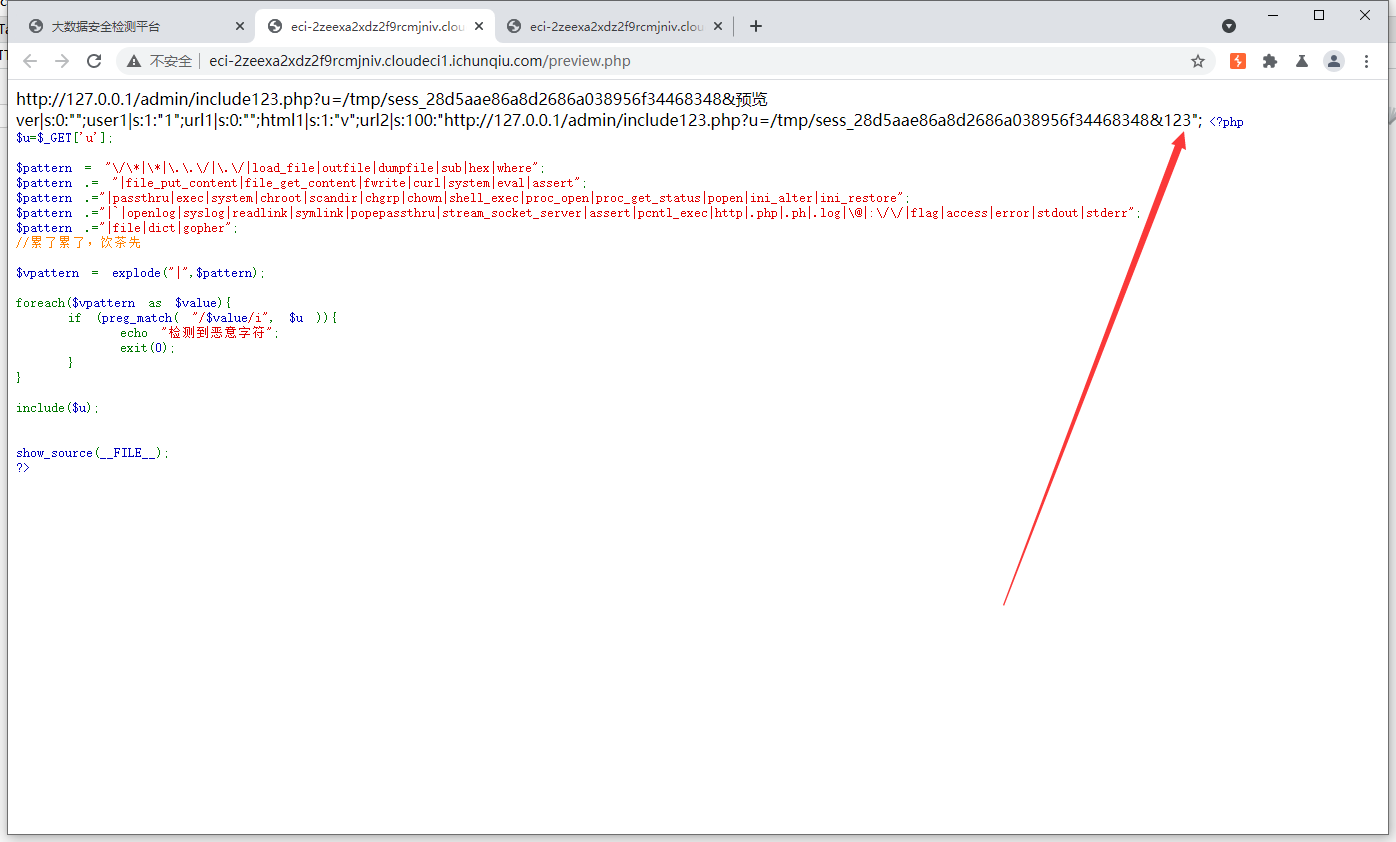 大数据安全检测平台
eci-2zeexa2xdz2f9rcmjniv.clou
eci-2zeexa2xdz2f9rcmjniv.clou
不安全
eci-2zeexa2xdz2f9rcmjniv.cloudeci1.ichunqiu.com/preview.php
http://127.0.0.1/admin/include123.php?u=/tmp/sess_28d5aae86a8d2686a038956f34468348&预览
ver|s:0:"";user1|s:1:"1";url1|s:0:"";html1|s:1:"v";url2|s:100:"http://127.0.0.1/admin/include123.php?u=/tmp/sess_28d5aae86a8d2686a038956f34468348&123"; <?php
$u=$_GET['u'];
$pattern = "\/\*|\*|\.\.\/|\.\/|load_file|outfile|dumpfile|sub|hex|where";
$pattern .= "|file_put_content|file_get_content|fwrite|curl|system|eval|assert";
$pattern .="|passthru|exec|system|chroot|scandir|chgrp|chown|shell_exec|proc_open|proc_get_status|popen|ini_alter|ini_restore";
$pattern .="|`|openlog|syslog|readlink|symlink|popepassthru|stream_socket_server|assert|pcntl_exec|http|.php|.ph|.log|\@|:\/\/|flag|access|error|stdout|stderr";
$pattern .="|file|dict|gopher";
//累了累了，饮茶先
$vpattern = explode("|",$pattern);
foreach($vpattern as $value){
if (preg_match( "/$value/i", $u )){
echo "检测到恶意字符";
exit(0);
}
}
include($u);
show_source(__FILE__);
?>